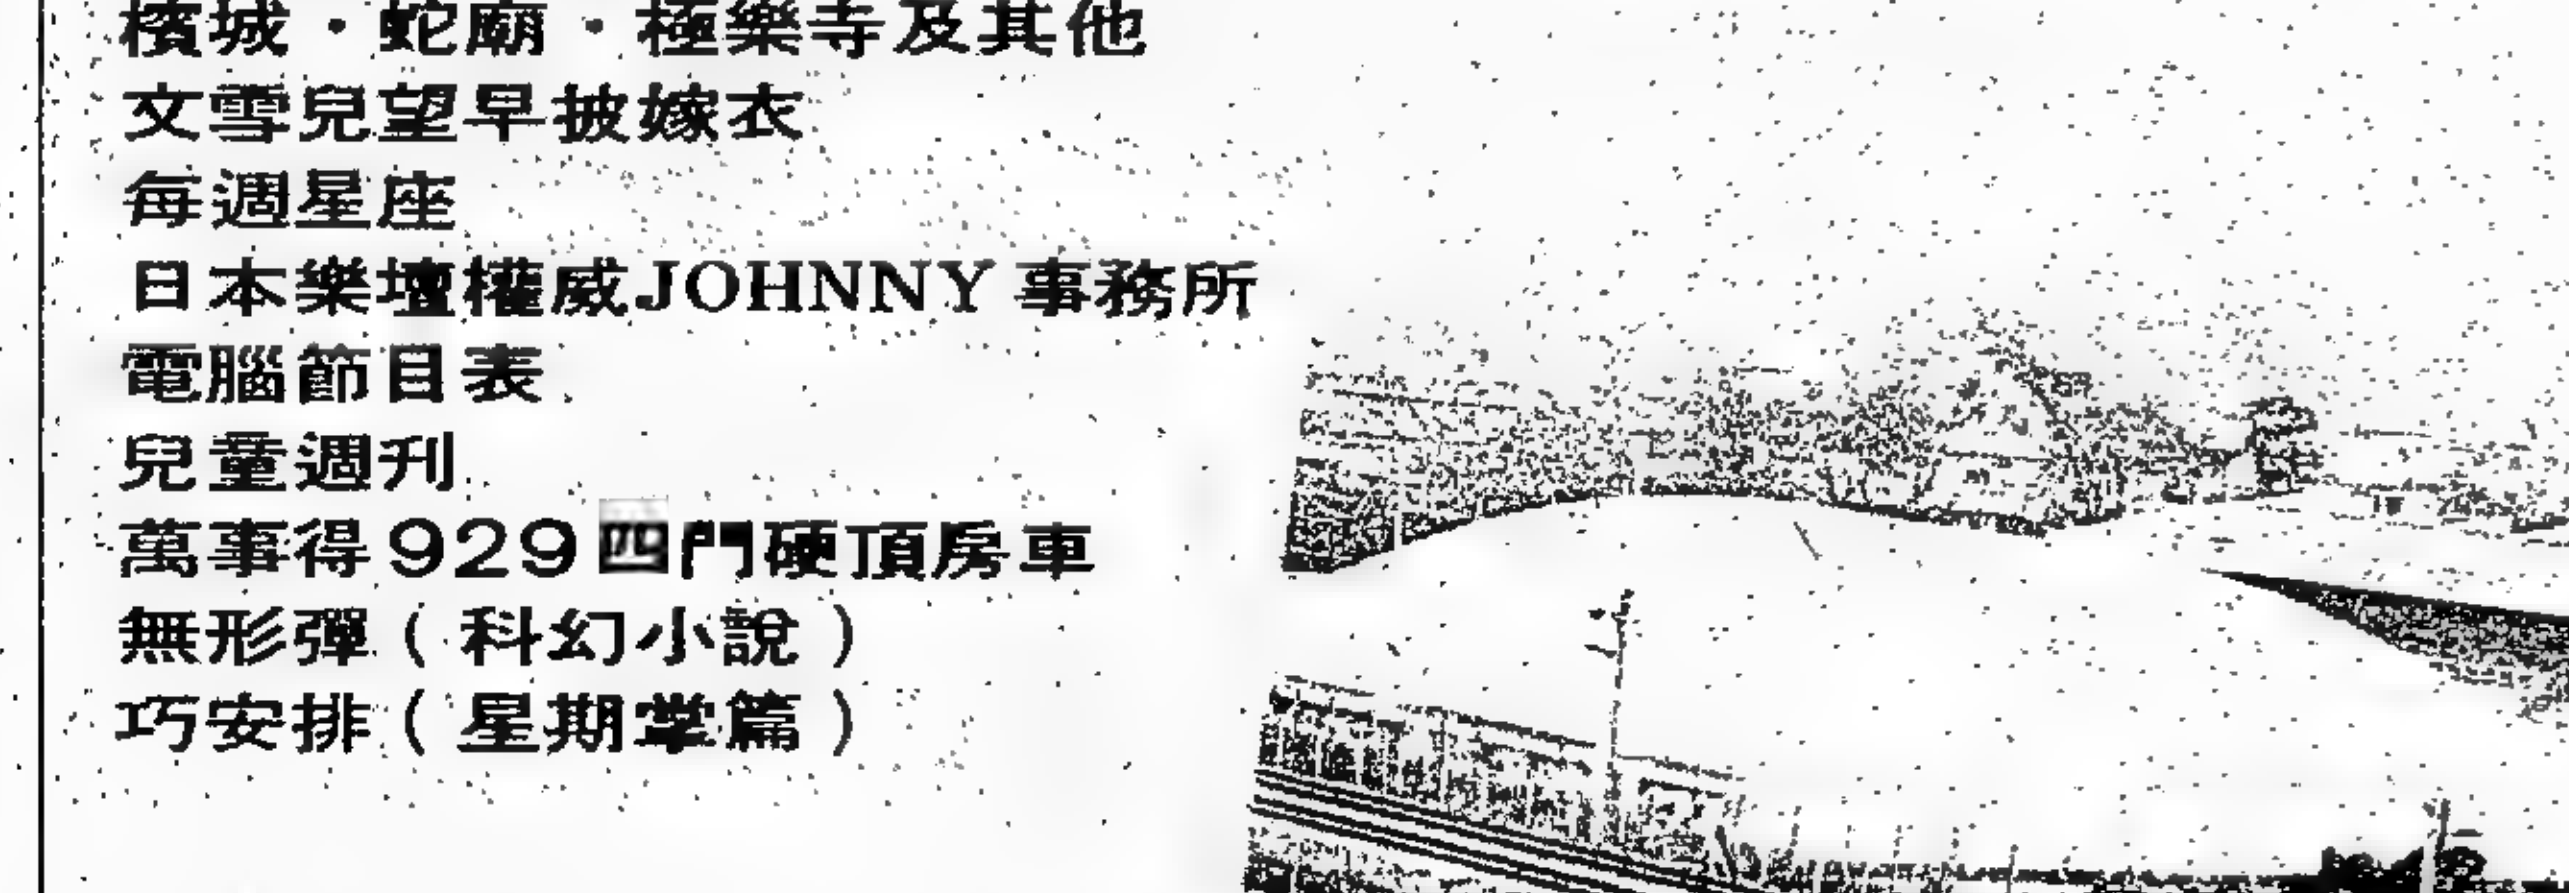 檳城·蛇廟·極樂寺及其他
文雪兒望早披嫁衣
每週星座
日本樂壇權威JOHNNY事務所
電腦節目表
兒童週刊
萬事得929四門硬頂房車
無形彈（科幻小說）
巧安排（星期掌篇）